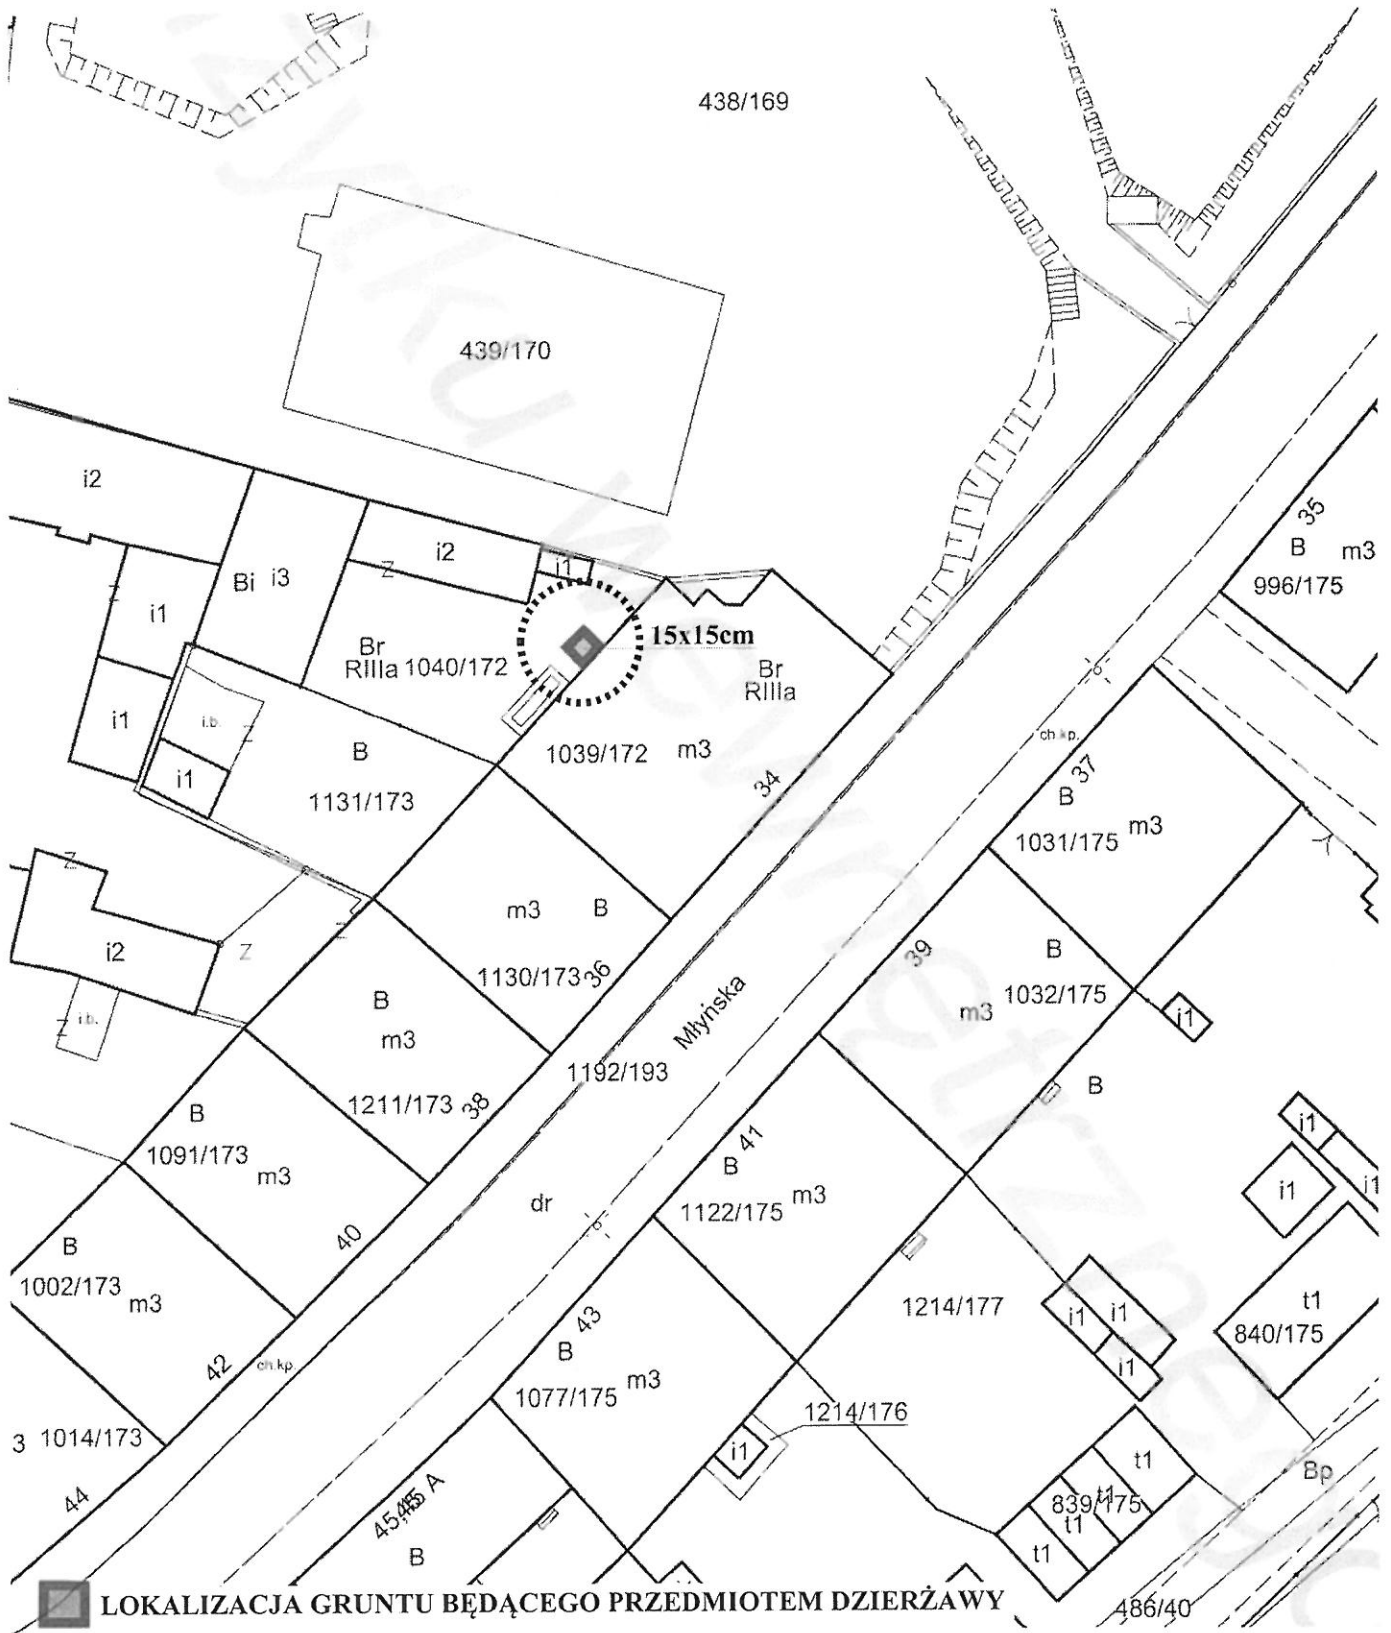 438/169
439/170
i2
i2
i1
Bi i3
35
B m3
996/175
i1
Br
RIIIa 1040/172
15x15cm
Br
RIIIa
i1
i.b.
i1
B
1131/173
1039/172 m3
34
ch.kp.
37
B
1031/175 m3
m3 B
1130/173 36
i2
Z
i.b.
B
m3
1211/173 38
39
B
1032/175
m3
i1
Młyńska
1192/193
B
B
1091/173
m3
41
B
1122/175 m3
i1
i1
i1
dr
40
B
1002/173
m3
1214/177
i1 i1
i1
t1
840/175
43
B
1077/175 m3
42
ch.kp.
1214/176
3 1014/173
i1
44
t1
839/175
t1
t1
t1
Bp
45 A
B
LOKALIZACJA GRUNTU BĘDĄCEGO PRZEDMIOTEM DZIERŻAWY
486/40